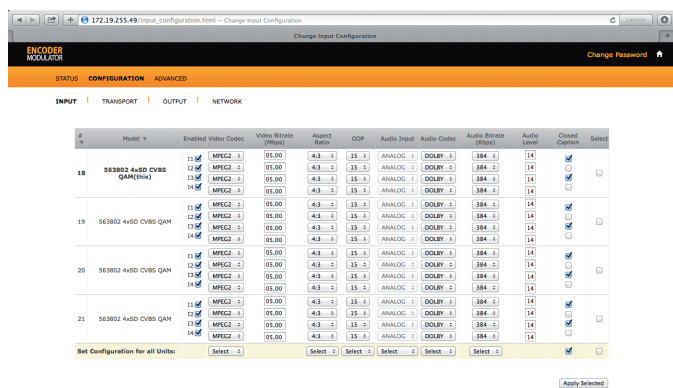 172.19.255.49/input_configuration.html — Change Input Configuration
Lector
Change Input Configuration
ENCODER
MODULATOR
Change Password
STATUS CONFIGURATION ADVANCED
INPUT TRANSPORT OUTPUT NETWORK
# Model Enabled Video Codec Video Bitrate (Mbps) Aspect Ratio GOP Audio Input Audio Codec Audio Bitrate (Kbps) Audio Level Closed Caption Select
18 563802 4xSD CVBS QAM(this)
I1 MPEG2 05,00 4:3 15 ANALOG DOLBY 384 14
I2 MPEG2 05,00 4:3 15 ANALOG DOLBY 384 14
I3 MPEG2 05,00 4:3 15 ANALOG DOLBY 384 14
I4 MPEG2 05,00 4:3 15 ANALOG DOLBY 384 14
19 563802 4xSD CVBS QAM
I1 MPEG2 05,00 4:3 15 ANALOG DOLBY 384 14
I2 MPEG2 05,00 4:3 15 ANALOG DOLBY 384 14
I3 MPEG2 05,00 4:3 15 ANALOG DOLBY 384 14
I4 MPEG2 05,00 4:3 15 ANALOG DOLBY 384 14
20 563802 4xSD CVBS QAM
I1 MPEG2 05,00 4:3 15 ANALOG DOLBY 384 14
I2 MPEG2 05,00 4:3 15 ANALOG DOLBY 384 14
I3 MPEG2 05,00 4:3 15 ANALOG DOLBY 384 14
I4 MPEG2 05,00 4:3 15 ANALOG DOLBY 384 14
21 563802 4xSD CVBS QAM
I1 MPEG2 05,00 4:3 15 ANALOG DOLBY 384 14
I2 MPEG2 05,00 4:3 15 ANALOG DOLBY 384 14
I3 MPEG2 05,00 4:3 15 ANALOG DOLBY 384 14
I4 MPEG2 05,00 4:3 15 ANALOG DOLBY 384 14
Set Configuration for all Units: Select Select Select Select Select Select
Apply Selected